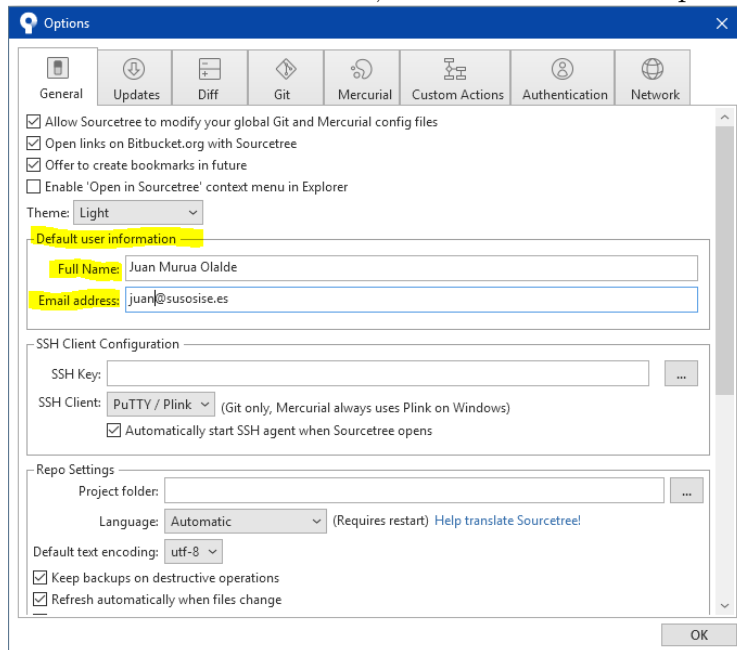 Options
General Updates Diff Git Mercurial Custom Actions Authentication Network
Allow Sourcetree to modify your global Git and Mercurial config files
Open links on Bitbucket.org with Sourcetree
Offer to create bookmarks in future
Enable 'Open in Sourcetree' context menu in Explorer
Theme: Light
Default user information
Full Name: Juan Murua Olalde
Email address: juan@susosise.es
SSH Client Configuration
SSH Key: ...
SSH Client: PuTTY / Plink (Git only, Mercurial always uses Plink on Windows)
Automatically start SSH agent when Sourcetree opens
Repo Settings
Project folder: ...
Language: Automatic (Requires restart) Help translate Sourcetree!
Default text encoding: utf-8
Keep backups on destructive operations
Refresh automatically when files change
OK